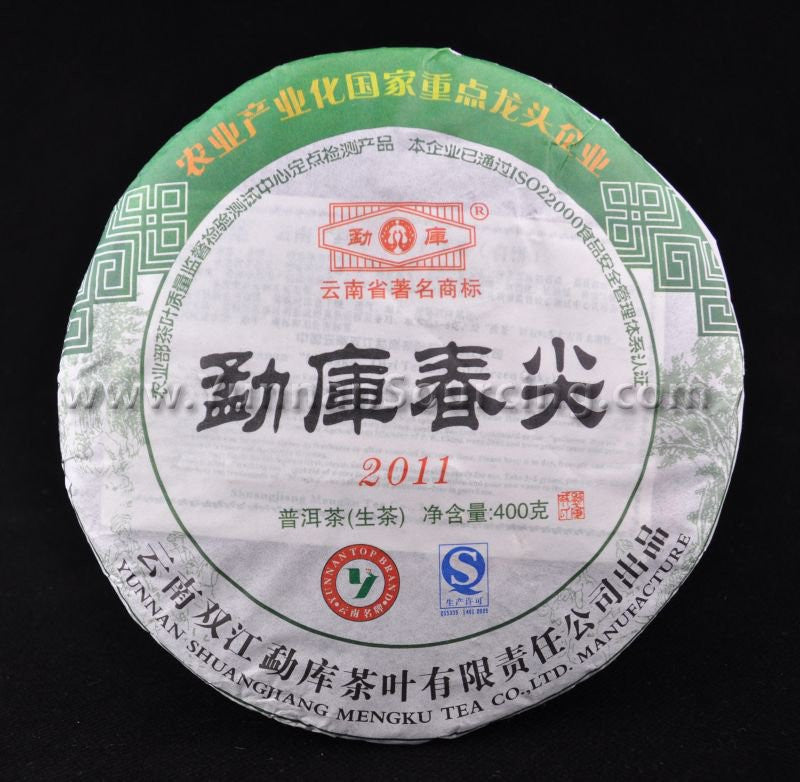 农业产业化国家重点龙头企业
农业部茶叶质量监督检验测试中心定点检测产品 本企业已通过ISO22000食品安全管理体系认证
勐 库 ®
云南省著名商标
www.YunnanSourcing.com
勐庫春尖
2011
普洱茶(生茶) 净含量:400克
YUNNAN TOP BRAND
云南名牌
QS
生产许可
云南双江勐库茶叶有限责任公司出品
YUNNAN SHUANGJIANG MENGKU TEA CO.,LTD. MANUFACTURE